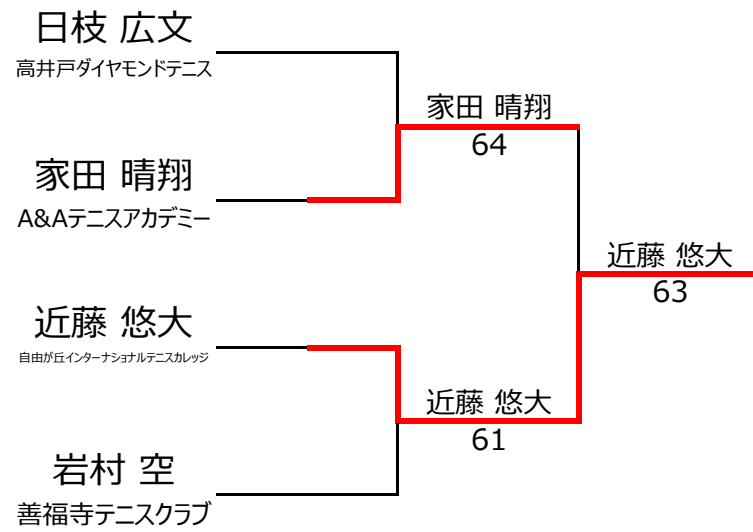 日枝 広文
高井戸ダイヤモンドテニス
家田 晴翔
64
家田 晴翔
A&Aテニスアカデミー
近藤 悠大
63
近藤 悠大
自由が丘インターナショナルテニスカレッジ
近藤 悠大
61
岩村 空
善福寺テニスクラブ